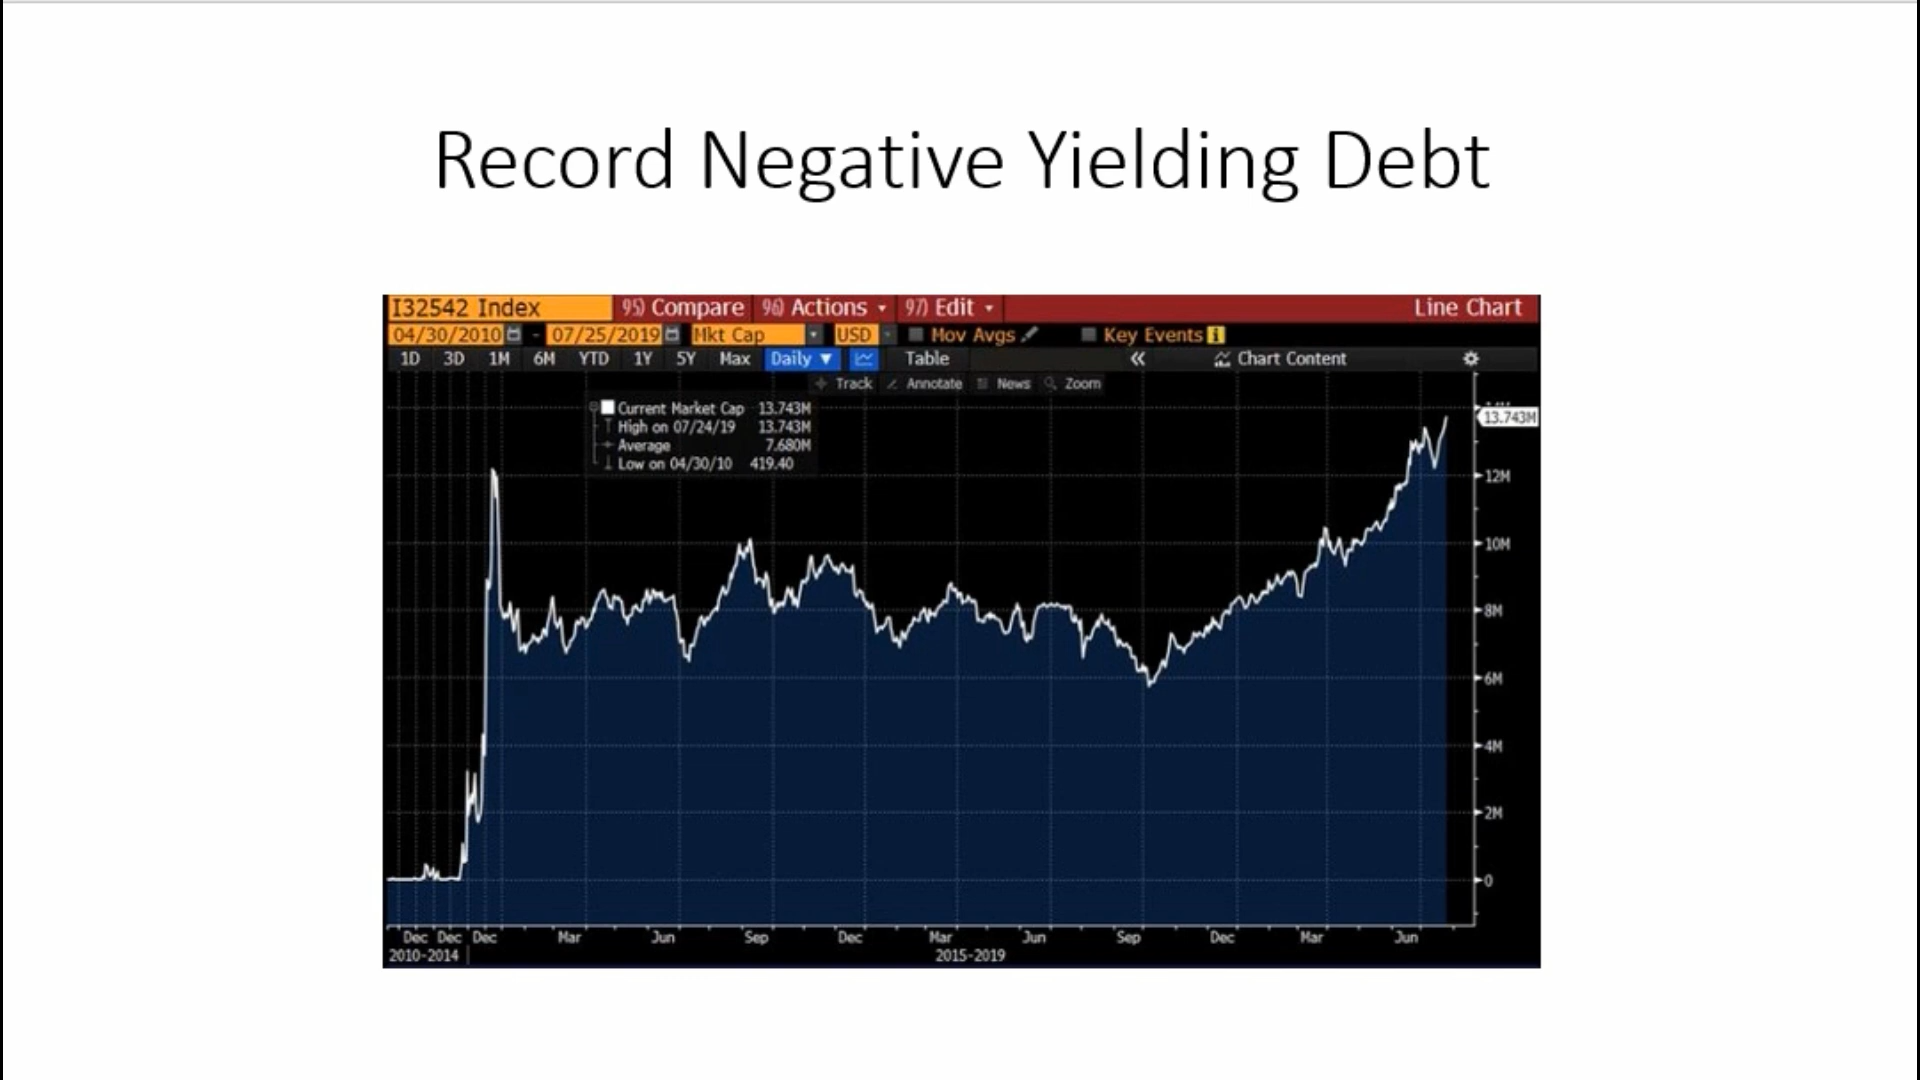 Record Negative Yielding Debt
I32542 Index 95) Compare 96) Actions 97) Edit Line Chart
04/30/2010 - 07/25/2019 Mkt Cap USD Mov Avgs Key Events
1D 3D 1M 6M YTD 1Y 5Y Max Daily ▼ Table « Chart Content
Track Annotate News Zoom
Current Market Cap 13.743M
High on 07/24/19 13.743M
Average 7.680M
Low on 04/30/10 419.40
13.743M
12M
10M
8M
6M
4M
2M
0
Dec Dec Dec Mar Jun Sep Dec Mar Jun Sep Dec Mar Jun
2010-2014 2015-2019